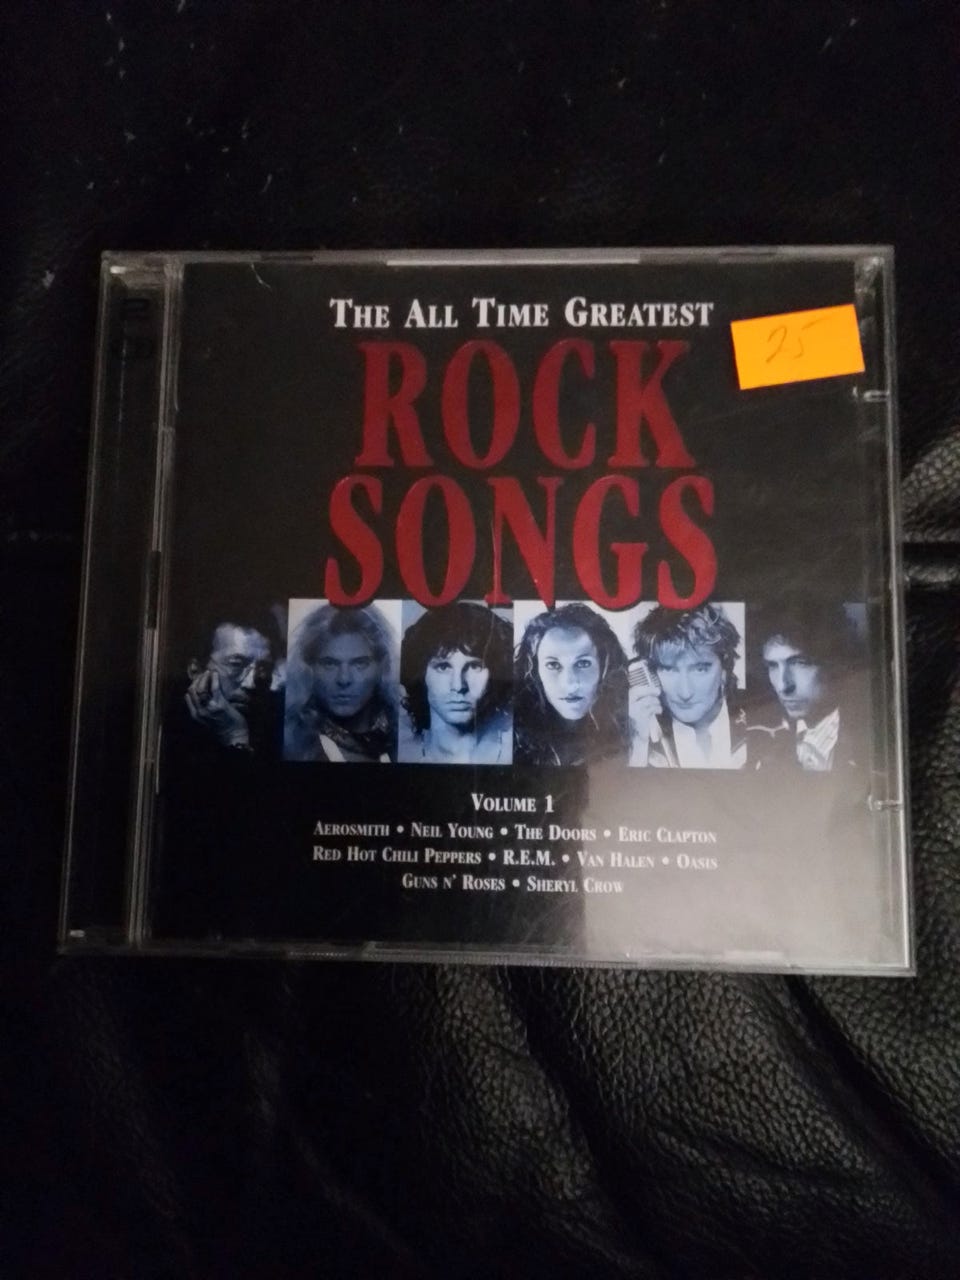 THE ALL TIME GREATEST
25
ROCK
SONGS
VOLUME 1
AEROSMITH • NEIL YOUNG • THE DOORS • ERIC CLAPTON
RED HOT CHILI PEPPERS • R.E.M. • VAN HALEN • OASIS
GUNS N' ROSES • SHERYL CROW